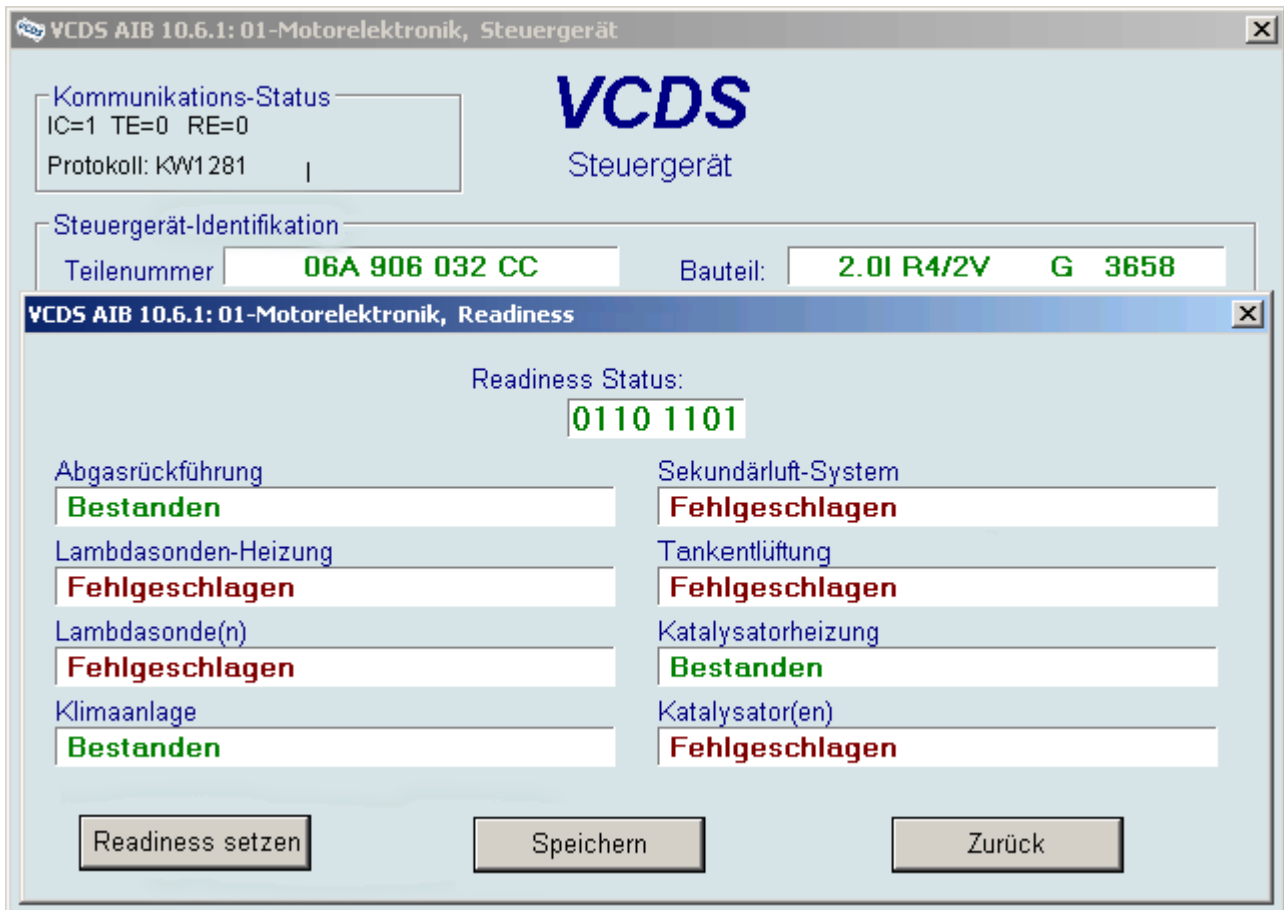 VCDS AIB 10.6.1: 01-Motorelektronik, Steuergerät
Kommunikations-Status
IC=1 TE=0 RE=0
Protokoll: KW1281
VCDS
Steuergerät
Steuergerät-Identifikation
Teilenummer 06A 906 032 CC Bauteil: 2.0l R4/2V G 3658
VCDS AIB 10.6.1: 01-Motorelektronik, Readiness
Readiness Status:
0110 1101
Abgasrückführung Sekundärluft-System
Bestanden Fehlgeschlagen
Lambdasonden-Heizung Tankentlüftung
Fehlgeschlagen Fehlgeschlagen
Lambdasonde(n) Katalysatorheizung
Fehlgeschlagen Bestanden
Klimaanlage Katalysator(en)
Bestanden Fehlgeschlagen
Readiness setzen Speichern Zurück